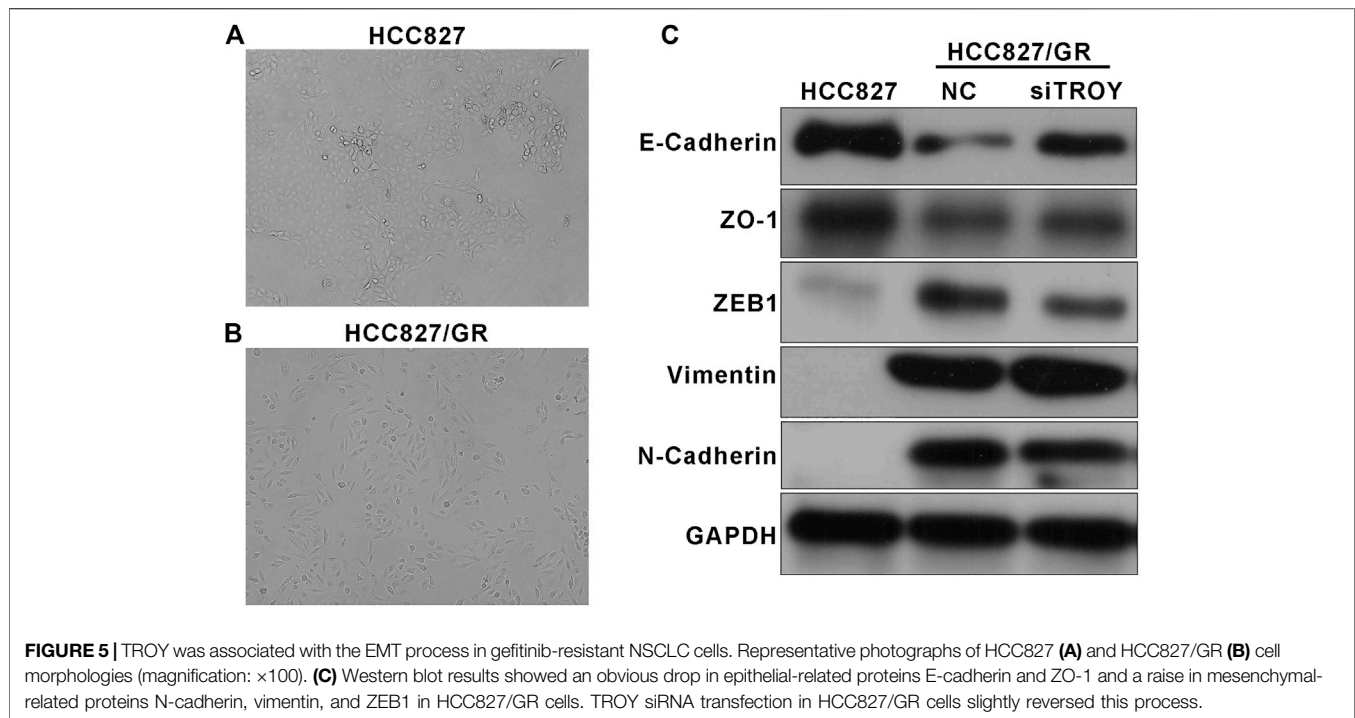 A
HCC827
B
HCC827/GR
C
HCC827/GR
HCC827 NC siTROY
E-Cadherin
ZO-1
ZEB1
Vimentin
N-Cadherin
GAPDH
FIGURE 5 | TROY was associated with the EMT process in gefitinib-resistant NSCLC cells. Representative photographs of HCC827 (A) and HCC827/GR (B) cell
morphologies (magnification: ×100). (C) Western blot results showed an obvious drop in epithelial-related proteins E-cadherin and ZO-1 and a raise in mesenchymal-
related proteins N-cadherin, vimentin, and ZEB1 in HCC827/GR cells. TROY siRNA transfection in HCC827/GR cells slightly reversed this process.